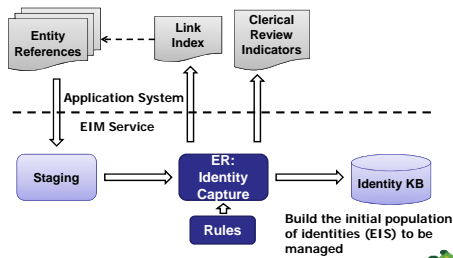 Entity
References
Link
Index
Clerical
Review
Indicators
Application System
EIM Service
Staging
ER:
Identity
Capture
Identity KB
Rules
Build the initial population
of identities (EIS) to be
managed